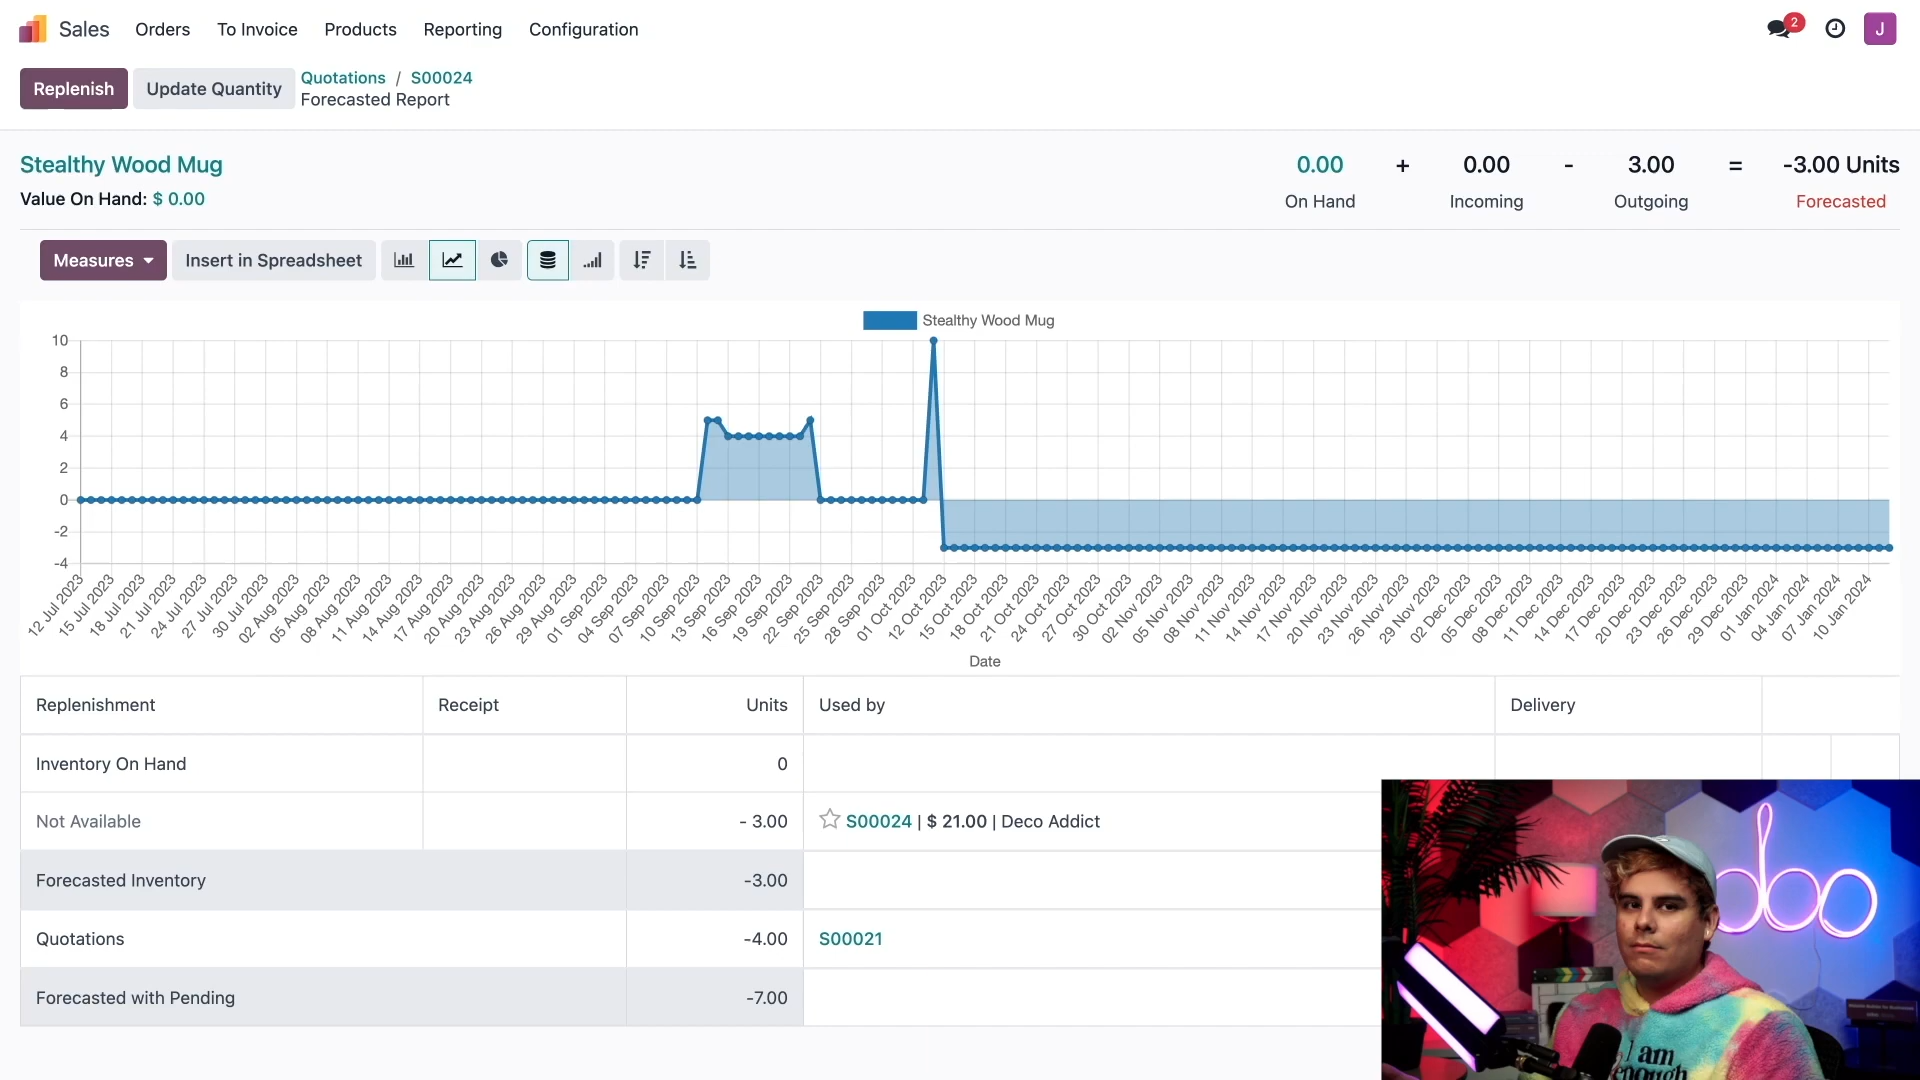 Sales Orders To Invoice Products Reporting Configuration 2 J
Replenish Update Quantity Quotations / S00024
Forecasted Report
Stealthy Wood Mug
Value On Hand: $ 0.00
0.00 + 0.00 - 3.00 = -3.00 Units
On Hand Incoming Outgoing Forecasted
Measures Insert in Spreadsheet
Stealthy Wood Mug
10
8
6
4
2
0
-2
-4
12 Jul 2023 15 Jul 2023 18 Jul 2023 21 Jul 2023 24 Jul 2023 27 Jul 2023 30 Jul 2023 02 Aug 2023 05 Aug 2023 08 Aug 2023 11 Aug 2023 14 Aug 2023 17 Aug 2023 20 Aug 2023 23 Aug 2023 26 Aug 2023 29 Aug 2023 01 Sep 2023 04 Sep 2023 07 Sep 2023 10 Sep 2023 13 Sep 2023 16 Sep 2023 19 Sep 2023 22 Sep 2023 25 Sep 2023 28 Sep 2023 01 Oct 2023 12 Oct 2023 15 Oct 2023 18 Oct 2023 21 Oct 2023 24 Oct 2023 27 Oct 2023 30 Oct 2023 02 Nov 2023 05 Nov 2023 08 Nov 2023 11 Nov 2023 14 Nov 2023 17 Nov 2023 20 Nov 2023 23 Nov 2023 26 Nov 2023 29 Nov 2023 02 Dec 2023 05 Dec 2023 08 Dec 2023 11 Dec 2023 14 Dec 2023 17 Dec 2023 20 Dec 2023 23 Dec 2023 26 Dec 2023 29 Dec 2023 01 Jan 2024 04 Jan 2024 07 Jan 2024 10 Jan 2024
Date
Replenishment Receipt Units Used by Delivery
Inventory On Hand 0
Not Available - 3.00 S00024 | $ 21.00 | Deco Addict
Forecasted Inventory -3.00
Quotations -4.00 S00021
Forecasted with Pending -7.00
I am
enough